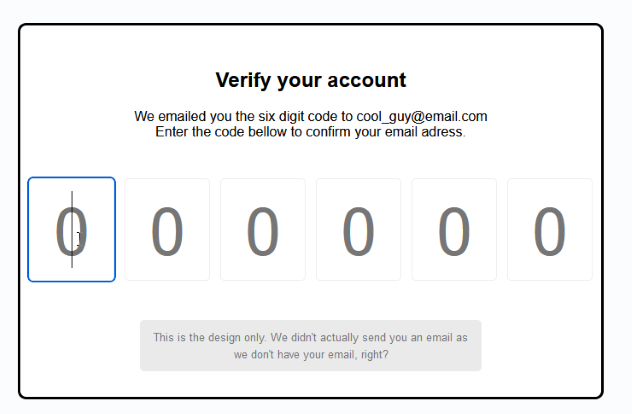 Verify your account
We emailed you the six digit code to cool_guy@email.com
Enter the code bellow to confirm your email adress.
0 0 0 0 0 0
This is the design only. We didn't actually send you an email as
we don't have your email, right?